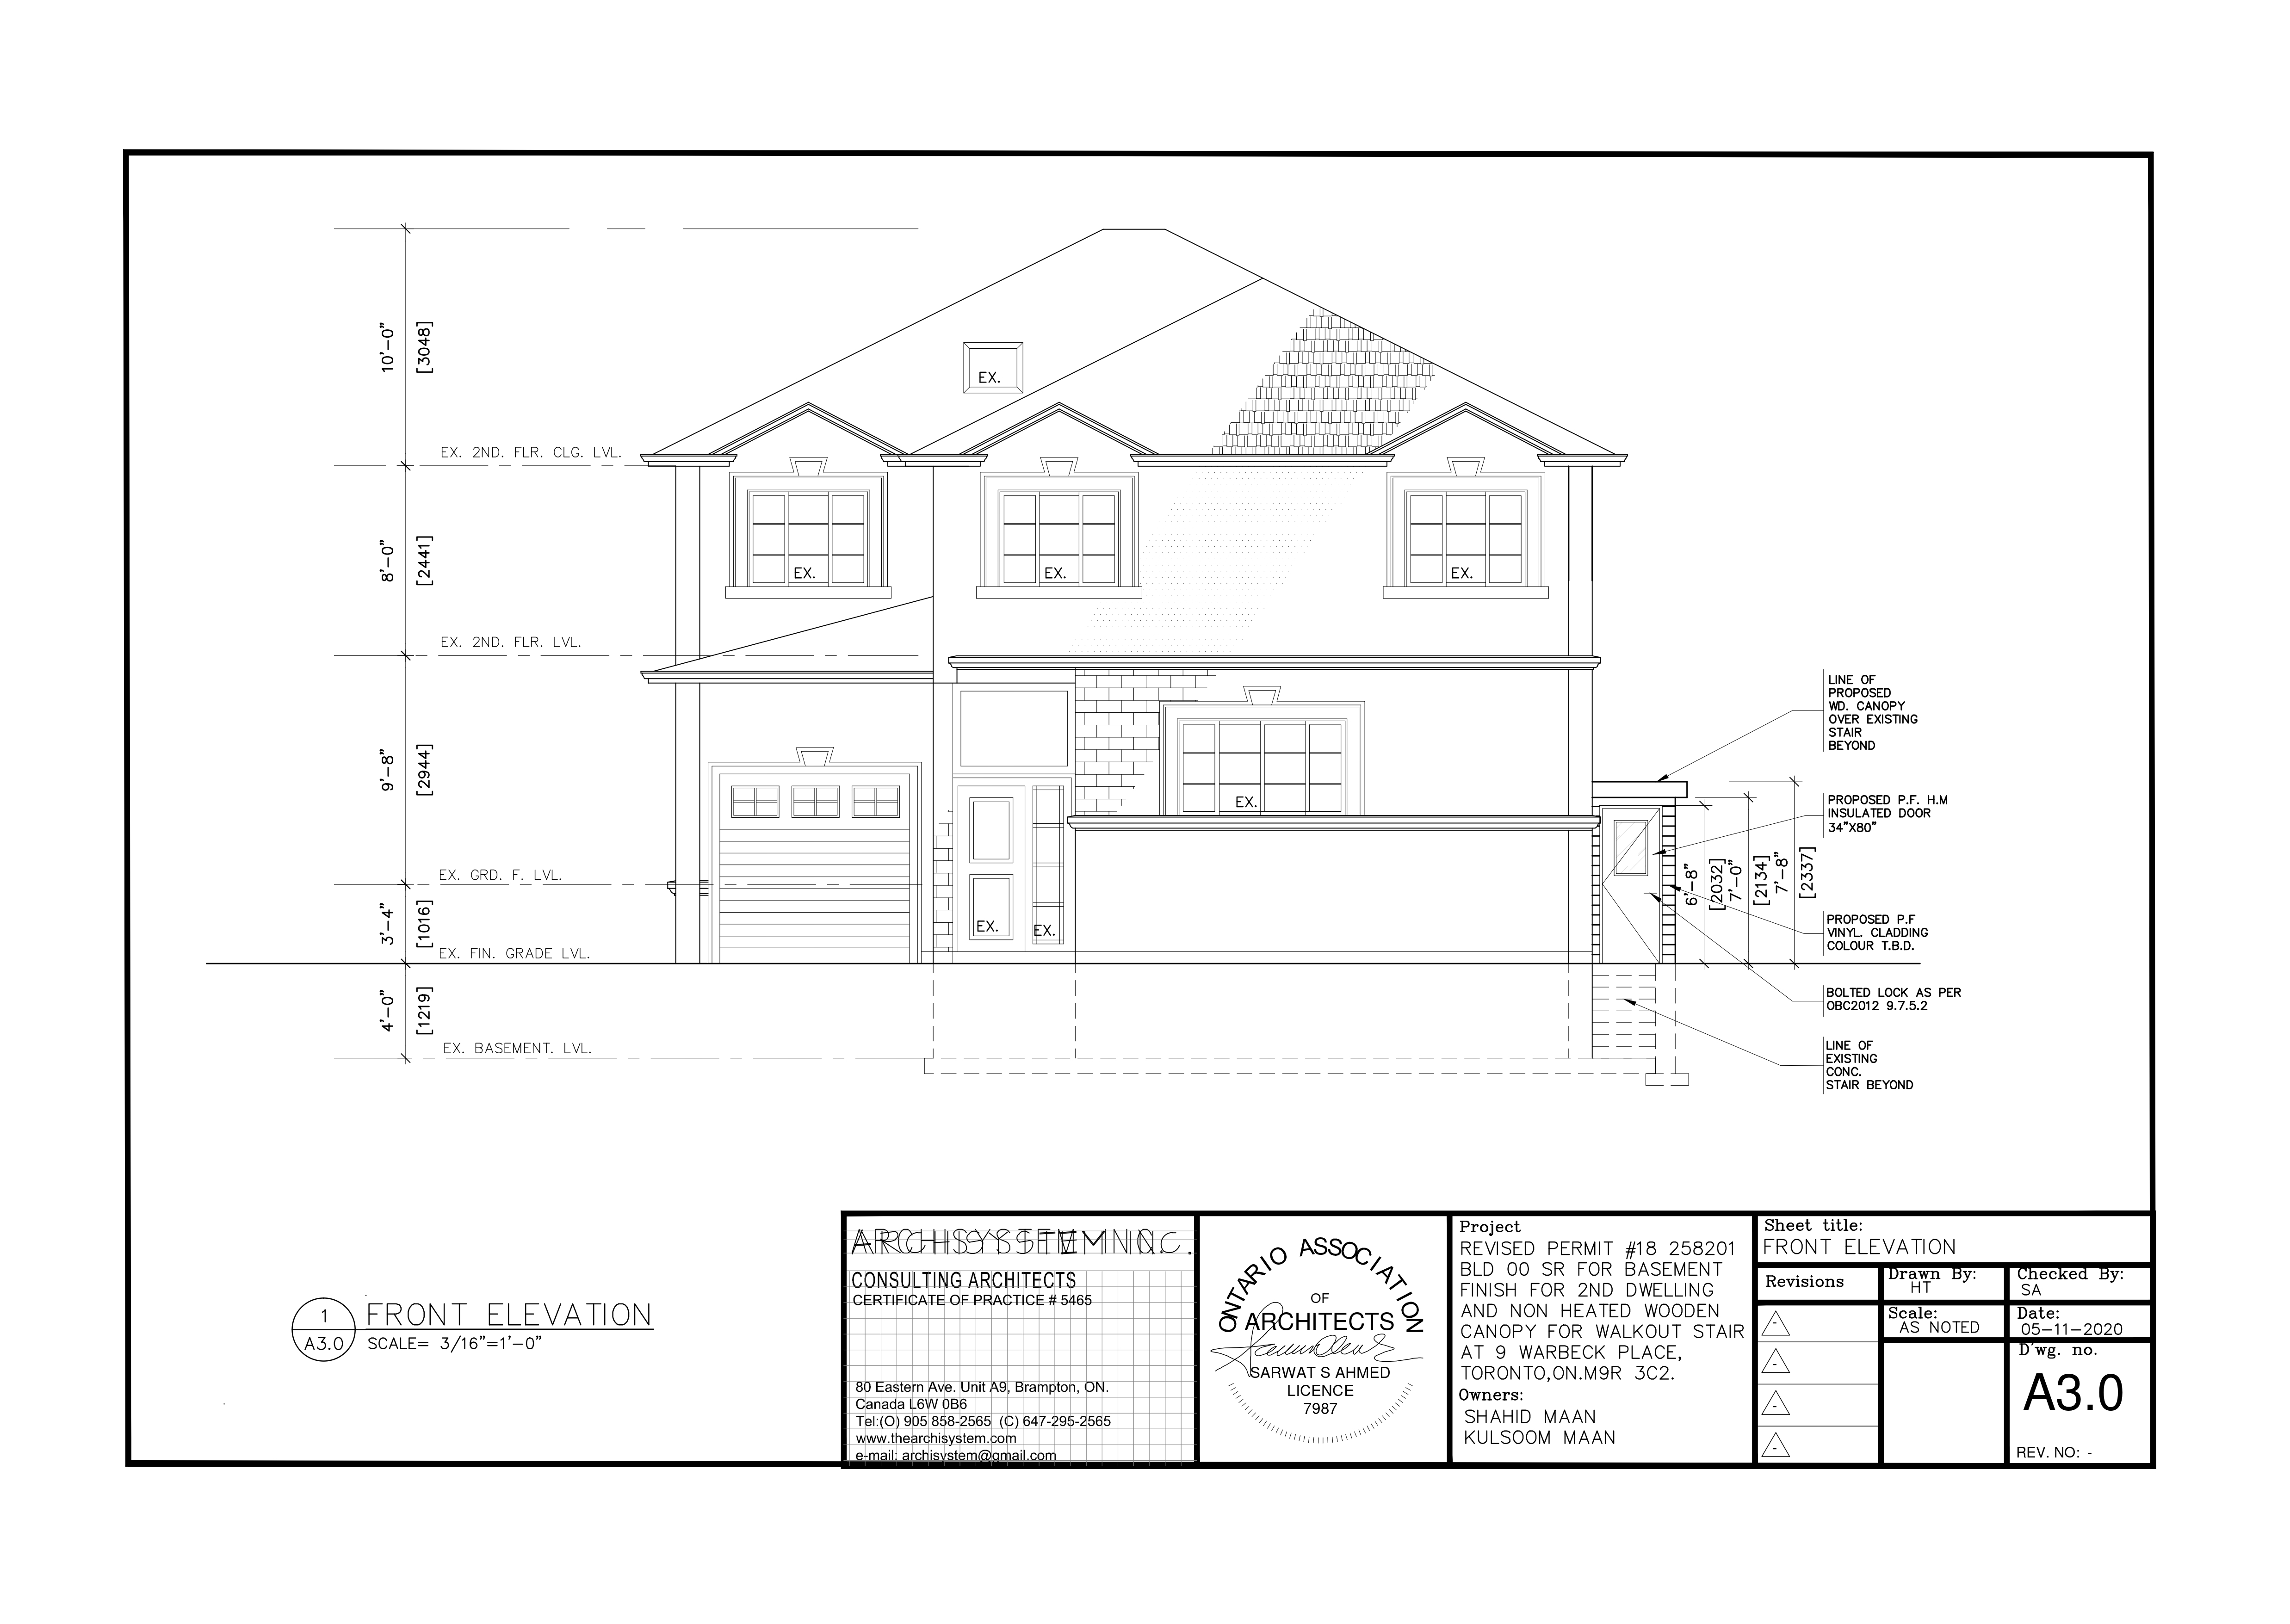 10'-0"
[3048]
8'-0"
[2441]
9'-8"
[2944]
3'-4"
[1016]
4'-0"
[1219]
EX. 2ND. FLR. CLG. LVL.
EX. 2ND. FLR. LVL.
EX. GRD. F. LVL.
EX. FIN. GRADE LVL.
EX. BASEMENT. LVL.
EX.
EX.
EX.
EX.
EX.
EX.
EX.
6'-8"
[2032]
7'-0"
[2134]
7'-8"
[2337]
LINE OF
PROPOSED
WD. CANOPY
OVER EXISTING
STAIR
BEYOND
PROPOSED P.F. H.M
INSULATED DOOR
34"X80"
PROPOSED P.F
VINYL. CLADDING
COLOUR T.B.D.
BOLTED LOCK AS PER
OBC2012 9.7.5.2
LINE OF
EXISTING
CONC.
STAIR BEYOND
1
A3.0
FRONT ELEVATION
SCALE= 3/16"=1'-0"
ARCHISYSTEM INC.
CONSULTING ARCHITECTS
CERTIFICATE OF PRACTICE # 5465
80 Eastern Ave. Unit A9, Brampton, ON.
Canada L6W 0B6
Tel:(O) 905 858-2565 (C) 647-295-2565
www.thearchisystem.com
e-mail: archisystem@gmail.com
ONTARIO ASSOCIATION
OF
ARCHITECTS
SARWAT S AHMED
LICENCE
7987
Project
REVISED PERMIT #18 258201
BLD 00 SR FOR BASEMENT
FINISH FOR 2ND DWELLING
AND NON HEATED WOODEN
CANOPY FOR WALKOUT STAIR
AT 9 WARBECK PLACE,
TORONTO,ON.M9R 3C2.
Owners:
SHAHID MAAN
KULSOOM MAAN
Sheet title:
FRONT ELEVATION
Revisions
-
-
-
-
Drawn By:
HT
Checked By:
SA
Scale:
AS NOTED
Date:
05-11-2020
D'wg. no.
A3.0
REV. NO: -